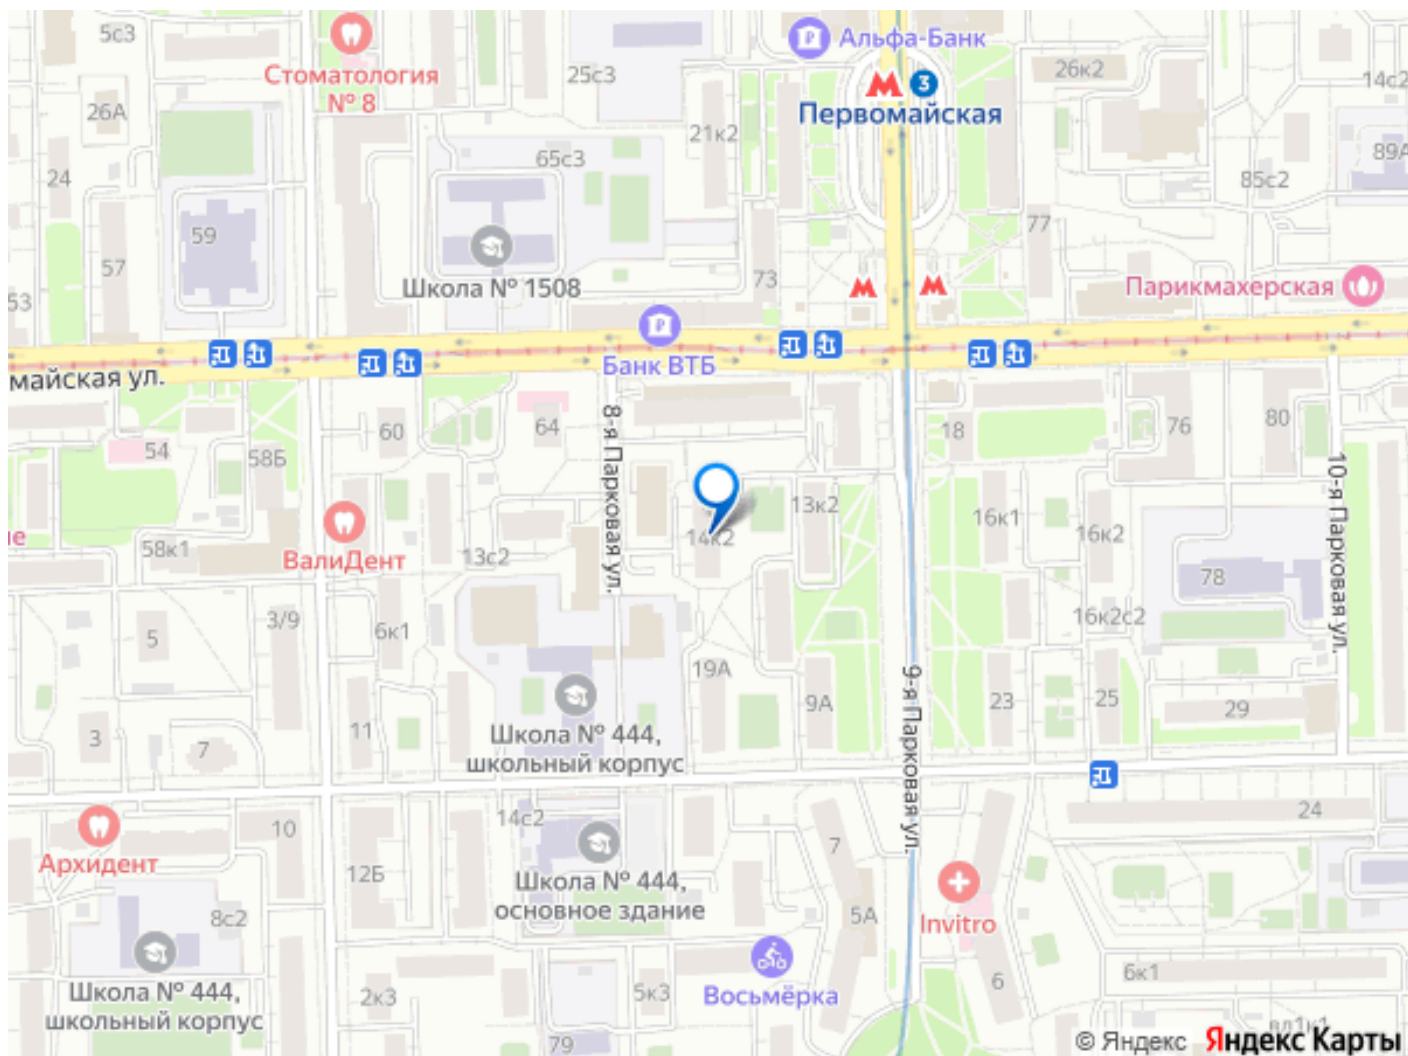 5с3
Стоматология
№ 8
25с3
Альфа-Банк
3
Первомайская
26к2
14с2
26А
21к2
65с3
89А
24
85с2
59
77
57
73
Школа № 1508
53
Парикмахерская
Банк ВТБ
майская ул.
60
64
8-я Парковая ул.
18
76
80
54
58Б
10-я Парковая ул.
13к2
16к1
16к2
14к2
58к1
ВалиДент
13с2
78
3/9
16к2с2
5
6к1
19А
9-я Парковая ул.
9А
23
25
29
11
3
7
Школа № 444,
школьный корпус
24
14с2
10
7
Архидент
12Б
Школа № 444,
основное здание
5А
8с2
Invitro
6
6к1
Школа № 444,
школьный корпус
2к3
5к3
Восьмёрка
79
вл1к1
© Яндекс Яндекс Карты